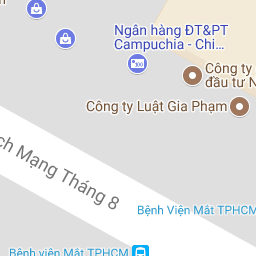 Ngân hàng ĐT&PT
Campuchia - Chi...
Công ty
đầu tư N
Công ty Luật Gia Phạm
ch Mạng Tháng 8
Bệnh Viện Mắt TPHCM
Bệnh viện Mắt TPHCM